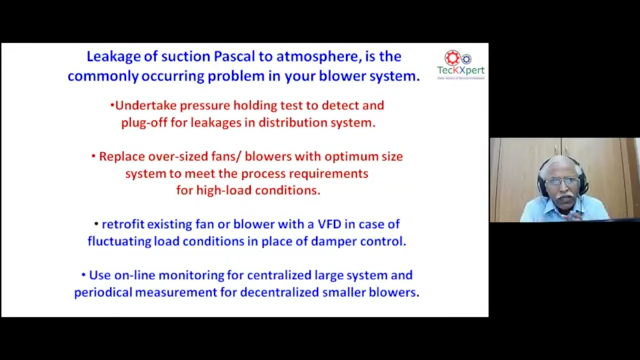 Leakage of suction Pascal to atmosphere, is the
commonly occurring problem in your blower system.
TecKXpert
•Undertake pressure holding test to detect and
plug-off for leakages in distribution system.
• Replace over-sized fans/ blowers with optimum size
system to meet the process requirements
for high-load conditions.
• retrofit existing fan or blower with a VFD in case of
fluctuating load conditions in place of damper control.
• Use on-line monitoring for centralized large system and
periodical measurement for decentralized smaller blowers.